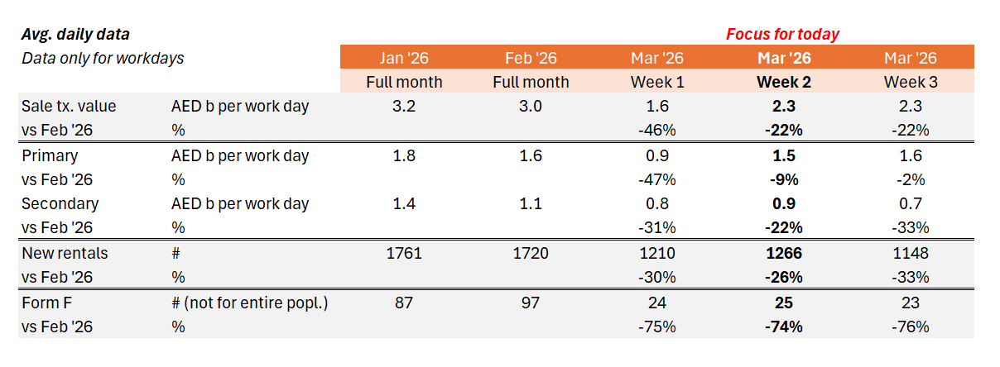 Avg. daily data Focus for today
Data only for workdays Jan '26 Feb '26 Mar '26 Mar '26 Mar '26
Full month Full month Week 1 Week 2 Week 3
Sale tx. value AED b per work day 3.2 3.0 1.6 2.3 2.3
vs Feb '26 % -46% -22% -22%
Primary AED b per work day 1.8 1.6 0.9 1.5 1.6
vs Feb '26 % -47% -9% -2%
Secondary AED b per work day 1.4 1.1 0.8 0.9 0.7
vs Feb '26 % -31% -22% -33%
New rentals # 1761 1720 1210 1266 1148
vs Feb '26 % -30% -26% -33%
Form F # (not for entire popl.) 87 97 24 25 23
vs Feb '26 % -75% -74% -76%